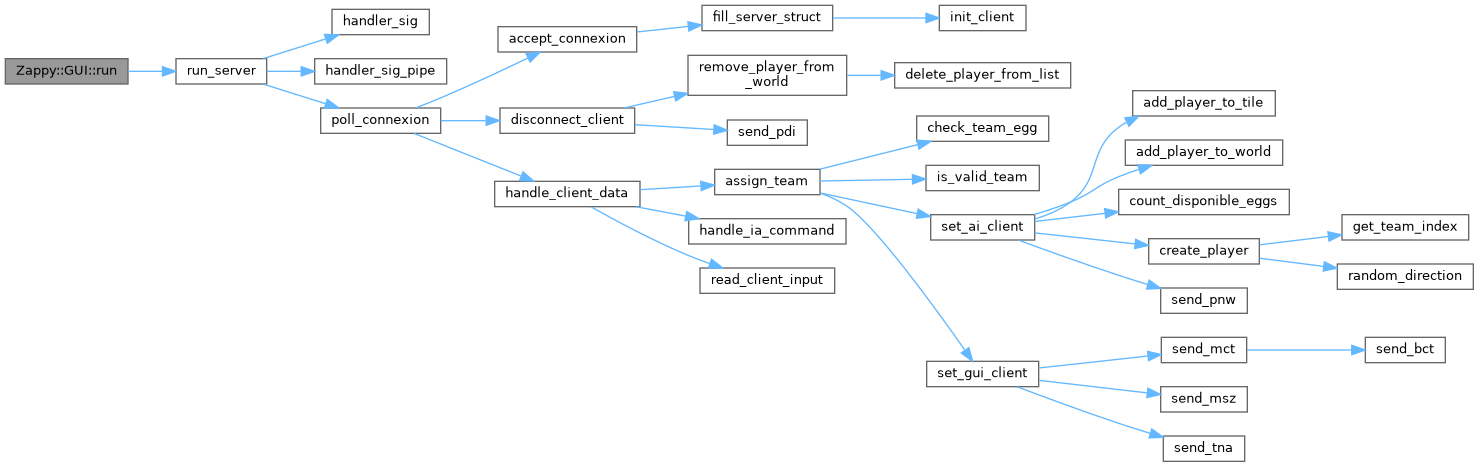 Zappy::GUI::run
run_server
handler_sig
handler_sig_pipe
poll_connexion
accept_connexion
fill_server_struct
init_client
disconnect_client
remove_player_from
_world
delete_player_from_list
send_pdi
handle_client_data
assign_team
check_team_egg
is_valid_team
set_ai_client
add_player_to_tile
add_player_to_world
count_disponible_eggs
create_player
get_team_index
random_direction
send_pnw
set_gui_client
send_mct
send_bct
send_msz
send_tna
handle_ia_command
read_client_input